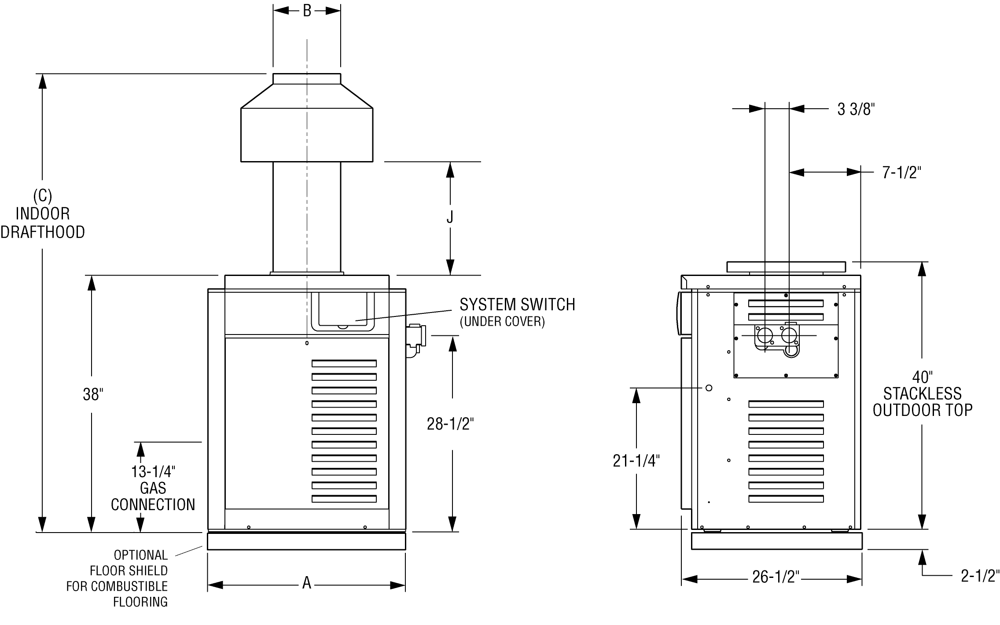 B
3 3/8"
7-1/2"
(C)
INDOOR
DRAFTHOOD
J
SYSTEM SWITCH
(UNDER COVER)
38"
28-1/2"
13-1/4"
GAS
CONNECTION
40"
STACKLESS
OUTDOOR TOP
21-1/4"
OPTIONAL
FLOOR SHIELD
FOR COMBUSTIBLE
FLOORING
A
26-1/2"
2-1/2"